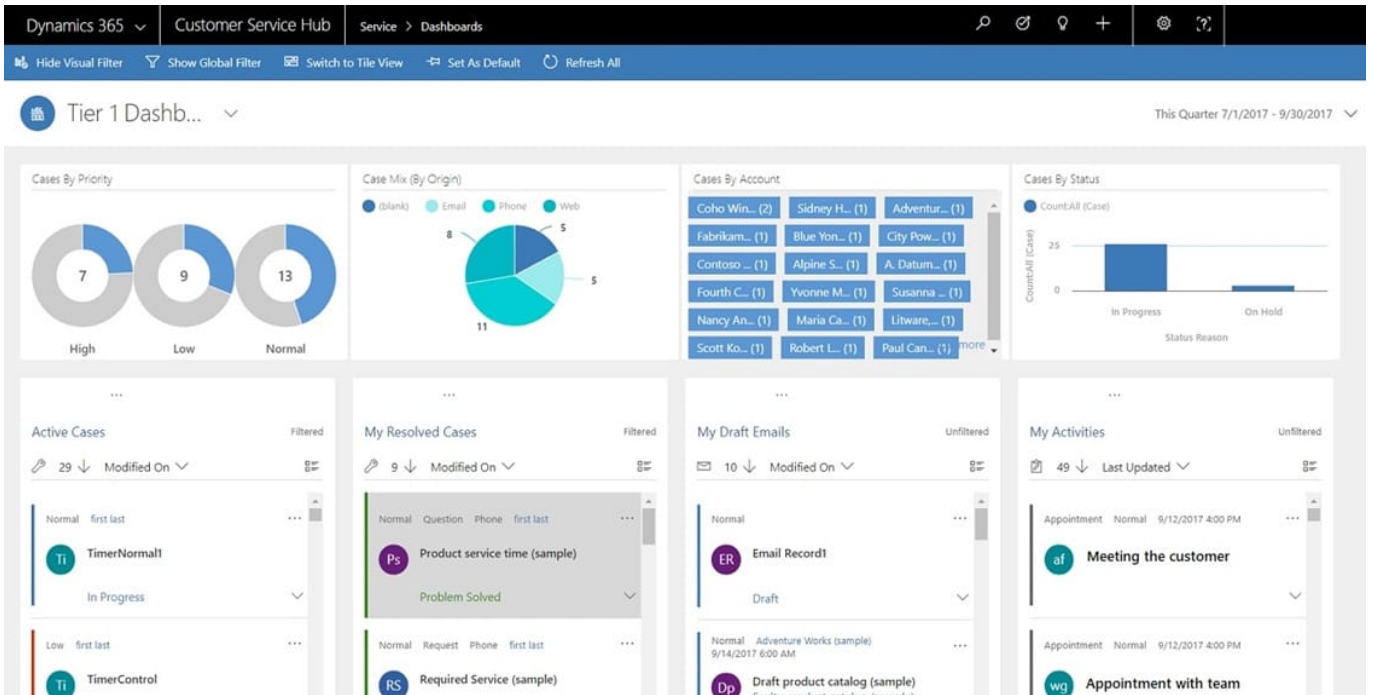 Dynamics 365 Customer Service Hub Service > Dashboards
Hide Visual Filter Show Global Filter Switch to Tile View Set As Default Refresh All
Tier 1 Dashb...
This Quarter 7/1/2017 - 9/30/2017
Cases By Priority
7 9 13
High Low Normal
Case Mix (By Origin)
(blank) Email Phone Web
8 5
5
11
Cases By Account
Coho Win... (2) Sidney H... (1) Adventur... (1)
Fabrikam... (1) Blue Yon... (1) City Pow... (1)
Contoso ... (1) Alpine S... (1) A. Datum... (1)
Fourth C... (1) Yvonne M... (1) Susanna ... (1)
Nancy An... (1) Maria Ca... (1) Litware,... (1)
Scott Ko... (1) Robert L... (1) Paul Can... (1) more
Cases By Status
Count:All (Case)
Count:All (Case)
25
0
In Progress On Hold
Status Reason
...
Active Cases Filtered
29 Modified On
Normal first last ...
Ti TimerNormal1
In Progress
Low first last ...
Ti TimerControl
...
My Resolved Cases Filtered
9 Modified On
Normal Question Phone first last ...
Ps Product service time (sample)
Problem Solved
Normal Request Phone first last ...
RS Required Service (sample)
...
My Draft Emails Unfiltered
10 Modified On
Normal ...
ER Email Record1
Draft
Normal Adventure Works (sample) ...
9/14/2017 6:00 AM
Dp Draft product catalog (sample)
...
My Activities Unfiltered
49 Last Updated
Appointment Normal 9/12/2017 4:00 PM ...
af Meeting the customer
Appointment Normal 9/12/2017 4:00 PM ...
wg Appointment with team